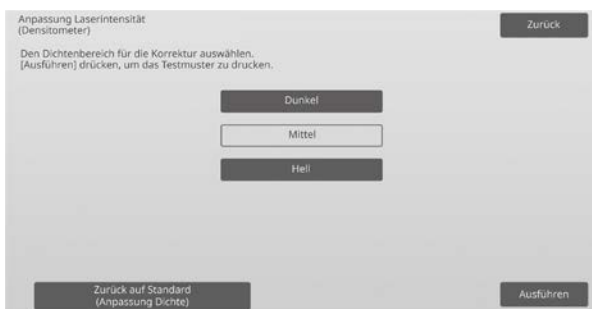 Anpassung Laserintensität
(Densitometer)
Zurück
Den Dichtenbereich für die Korrektur auswählen.
[Ausführen] drücken, um das Testmuster zu drucken.
Dunkel
Mittel
Hell
Zurück auf Standard
(Anpassung Dichte)
Ausführen